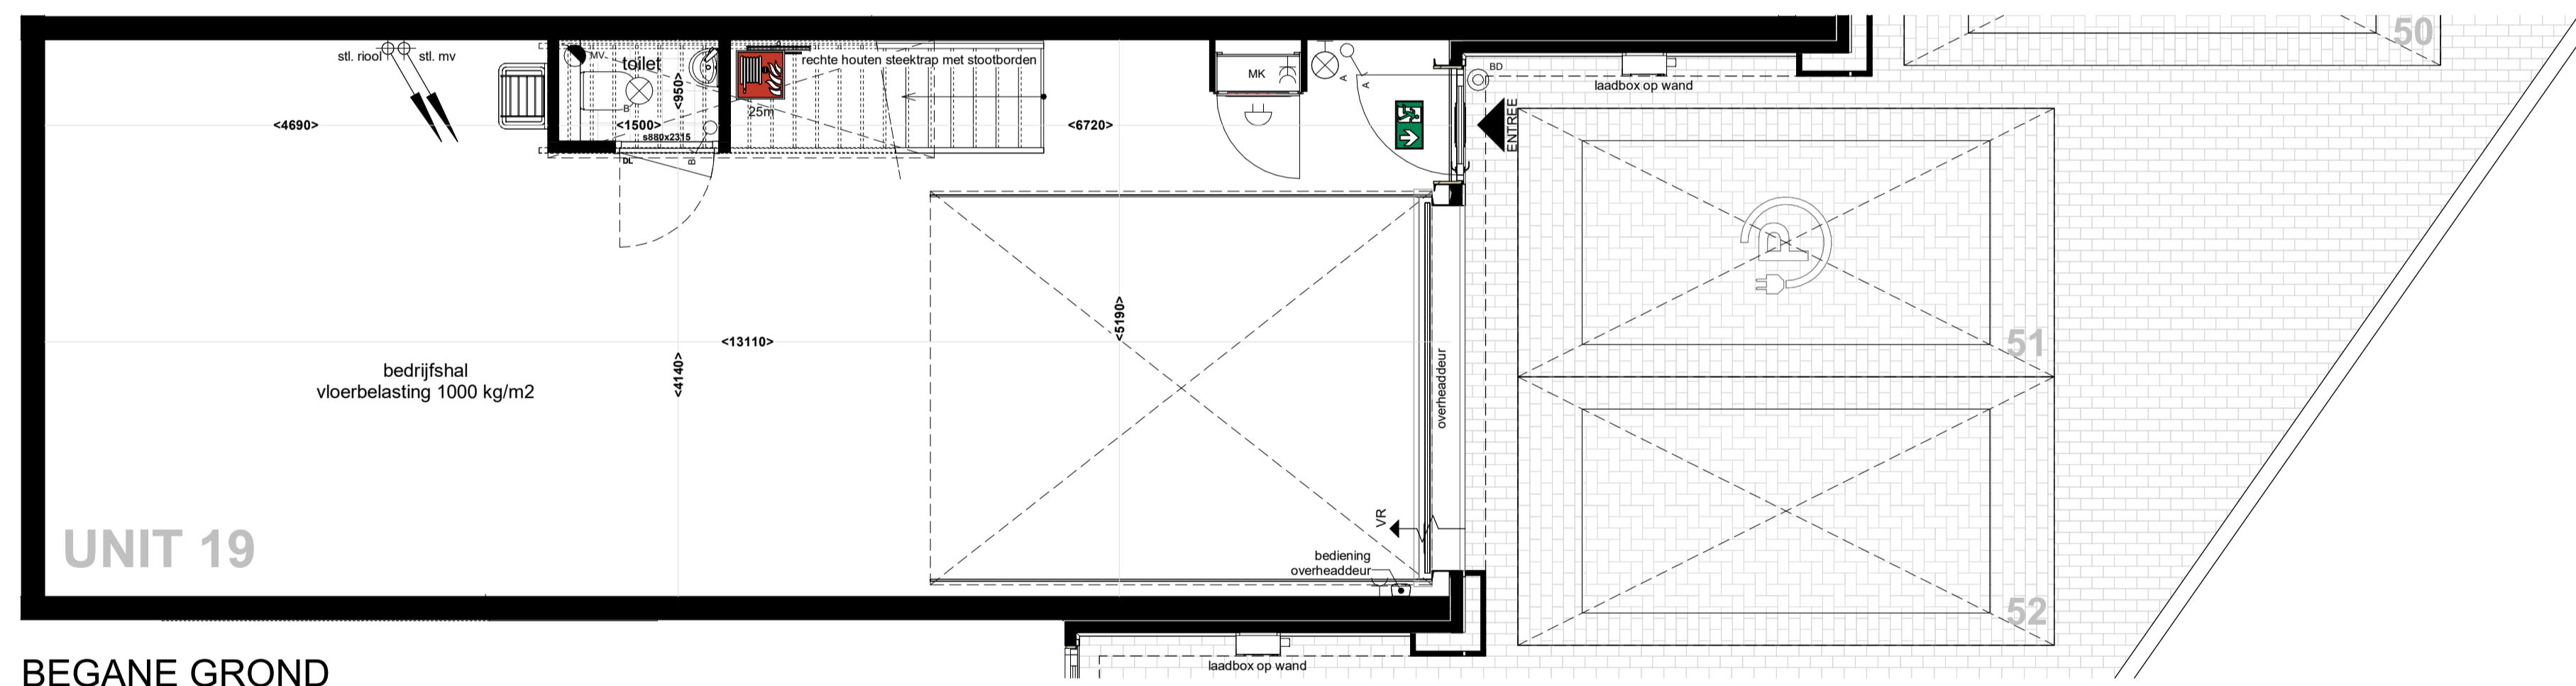 50
stl. riool
stl. mv
MV
toilet
rechte houten steektrap met stootborden
MK
A
A
BD
laadbox op wand
<950>
B
25m
<4690>
<1500>
<6720>
ENTREE
s880x2315
DL
B
<5190>
51
<13110>
overheaddeur
bedrijfshal
vloerbelasting 1000 kg/m2
<4140>
VR
UNIT 19
bediening
overheaddeur
52
BEGANE GROND
laadbox op wand
P